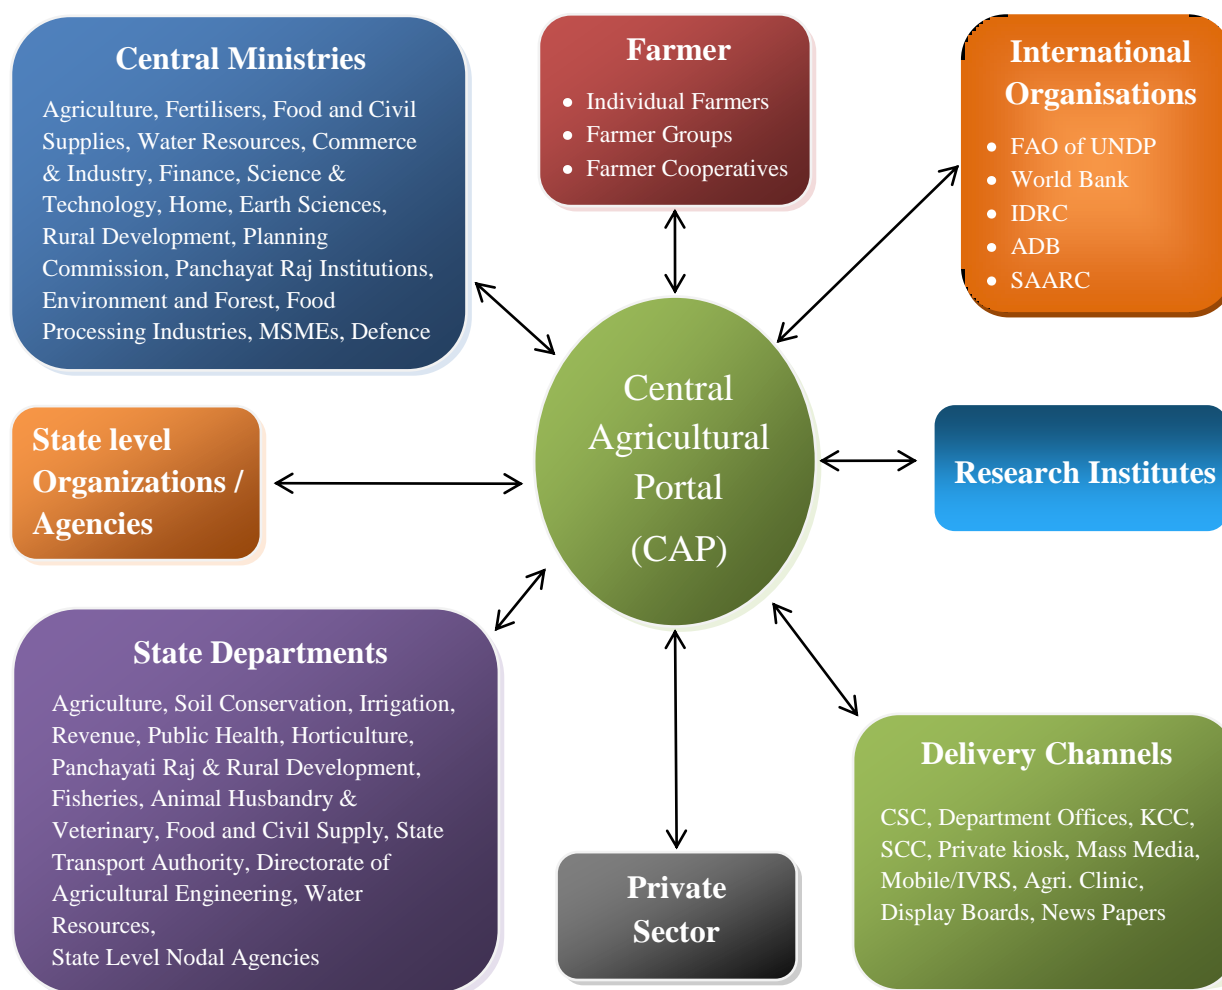 Central Ministries
Agriculture, Fertilisers, Food and Civil
Supplies, Water Resources, Commerce
& Industry, Finance, Science &
Technology, Home, Earth Sciences,
Rural Development, Planning
Commission, Panchayat Raj Institutions,
Environment and Forest, Food
Processing Industries, MSMEs, Defence
Farmer
• Individual Farmers
• Farmer Groups
• Farmer Cooperatives
International
Organisations
• FAO of UNDP
• World Bank
• IDRC
• ADB
• SAARC
State level
Organizations /
Agencies
Central
Agricultural
Portal
(CAP)
Research Institutes
State Departments
Agriculture, Soil Conservation, Irrigation,
Revenue, Public Health, Horticulture,
Panchayati Raj & Rural Development,
Fisheries, Animal Husbandry &
Veterinary, Food and Civil Supply, State
Transport Authority, Directorate of
Agricultural Engineering, Water
Resources,
State Level Nodal Agencies
Private
Sector
Delivery Channels
CSC, Department Offices, KCC,
SCC, Private kiosk, Mass Media,
Mobile/IVRS, Agri. Clinic,
Display Boards, News Papers